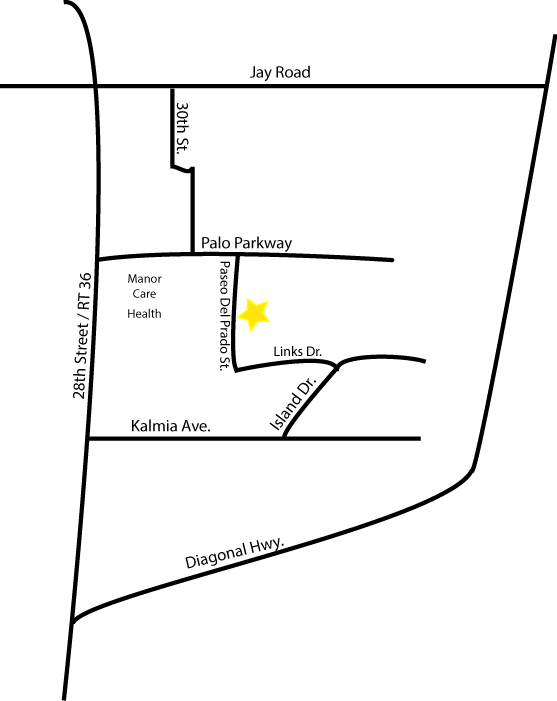 Jay Road
30th St.
Palo Parkway
Manor
Care
Health
Paseo Del Prado St.
28th Street / RT 36
Links Dr.
Island Dr.
Kalmia Ave.
Diagonal Hwy.